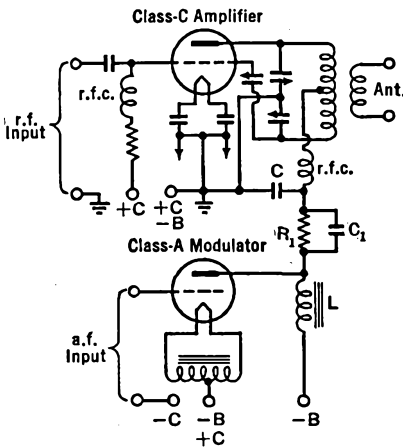 Class-C Amplifier
r.f.c.
r.f.
Input
Ant.
C
r.f.c.
+C
+C
-B
R1
C1
Class-A Modulator
L
a.f.
Input
-C
-B
+C
-B